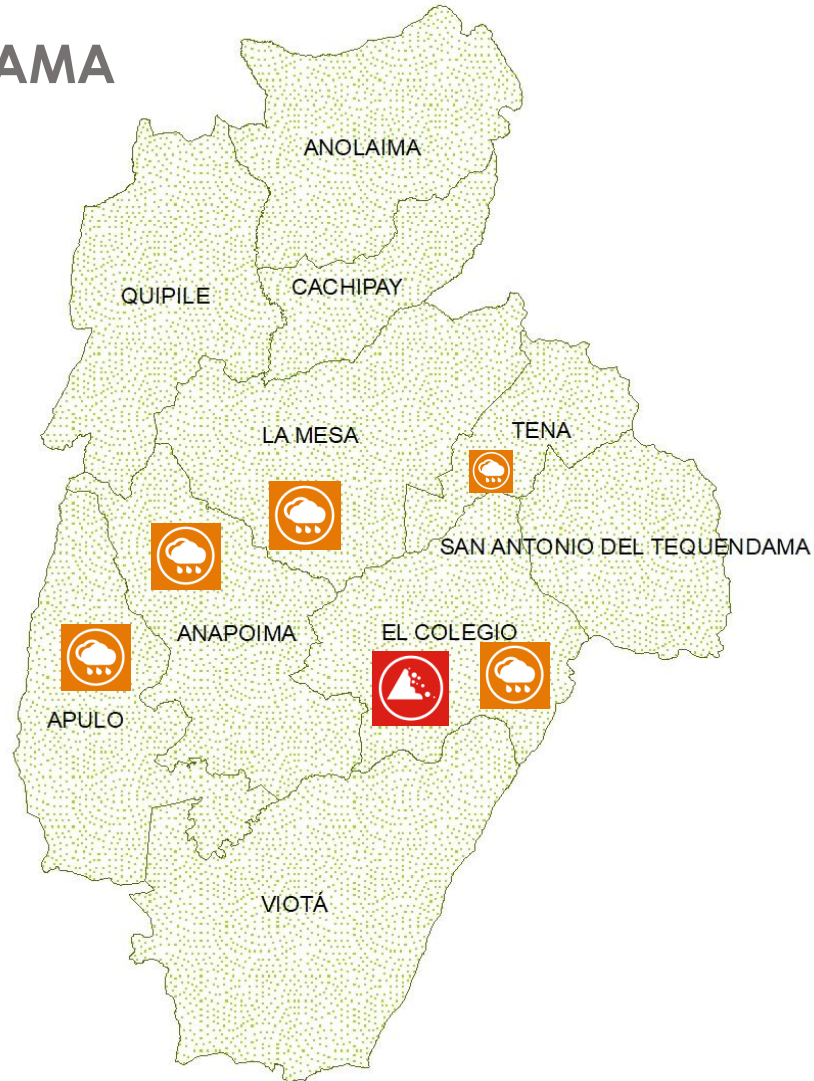 AMA
ANOLAIMA
QUIPILE
CACHIPAY
LA MESA
TENA
SAN ANTONIO DEL TEQUENDAMA
ANAPOIMA
EL COLEGIO
APULO
VIOTÁ